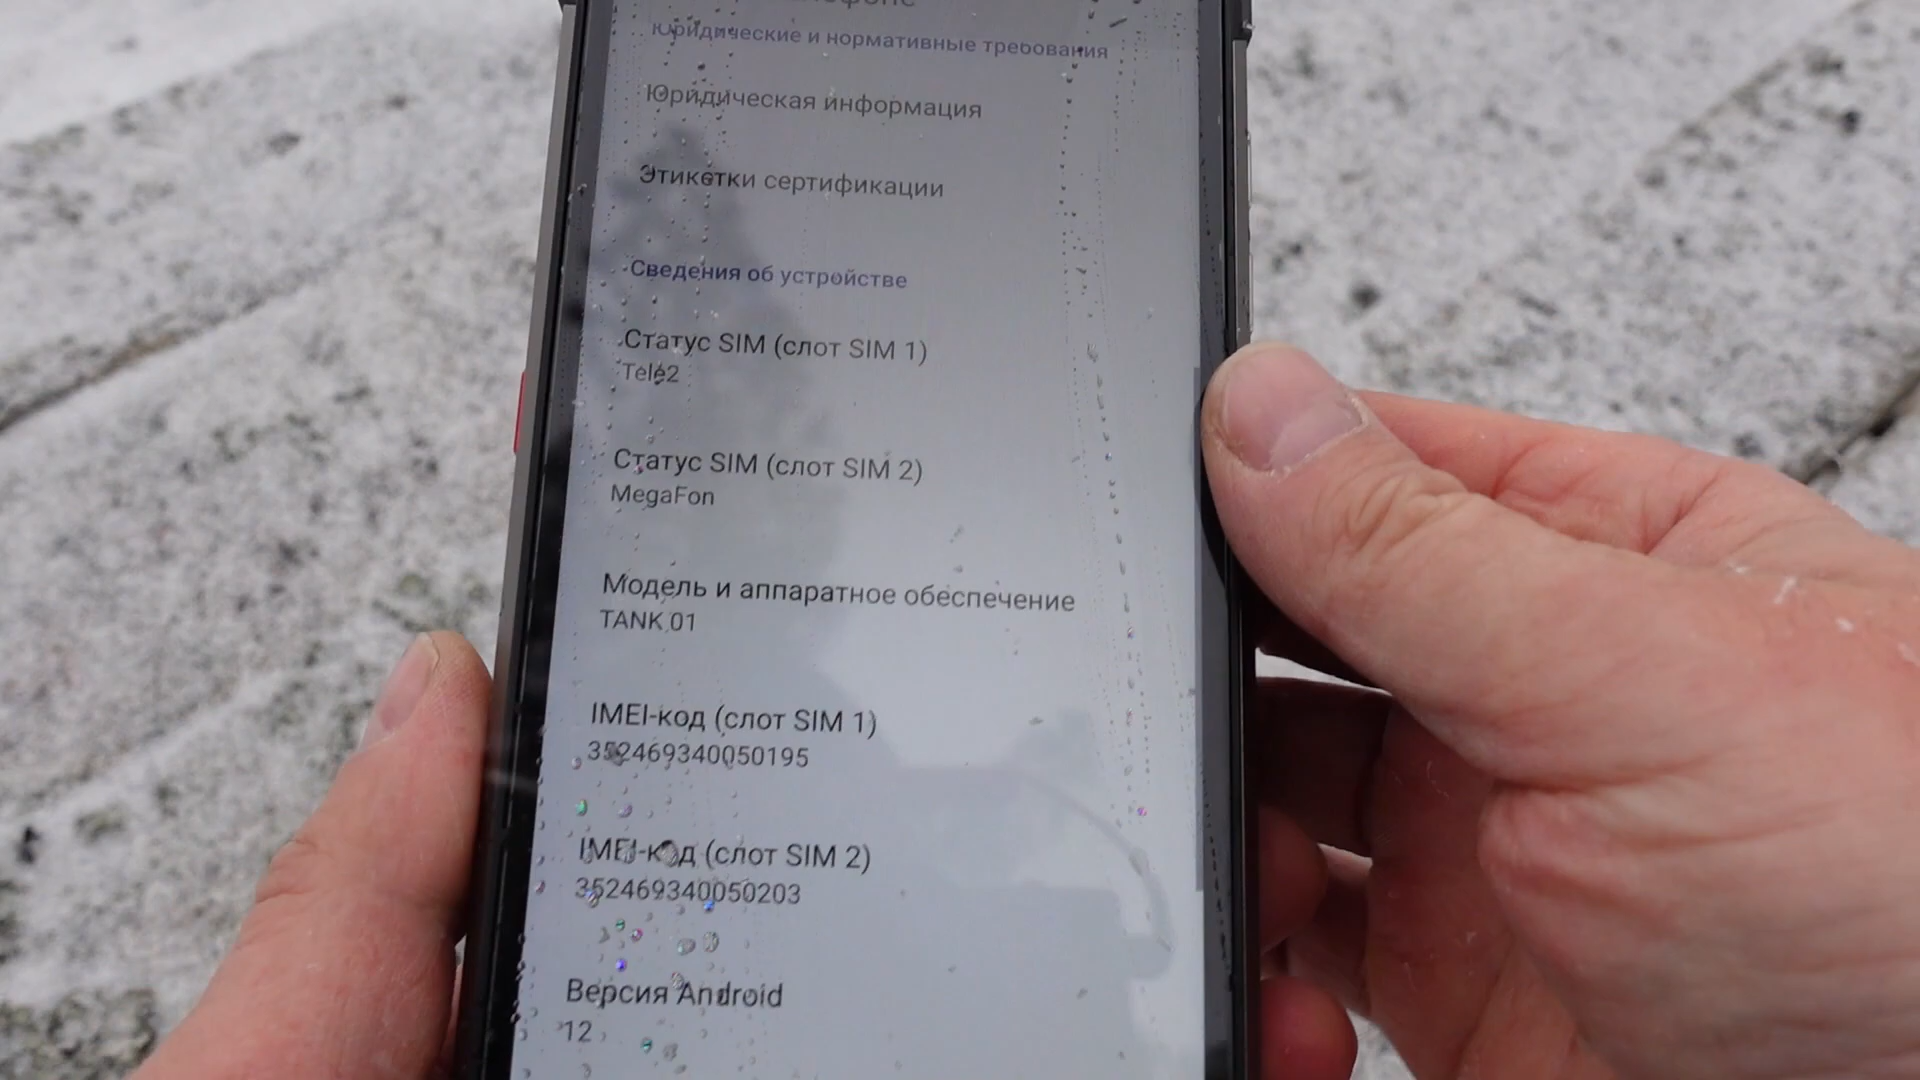 Юридические и нормативные требования
Юридическая информация
Этикетки сертификации
Сведения об устройстве
Статус SIM (слот SIM 1)
Tele2
Статус SIM (слот SIM 2)
MegaFon
Модель и аппаратное обеспечение
TANK 01
IMEI-код (слот SIM 1)
352469340050195
IMEI-код (слот SIM 2)
352469340050203
Версия Android
12